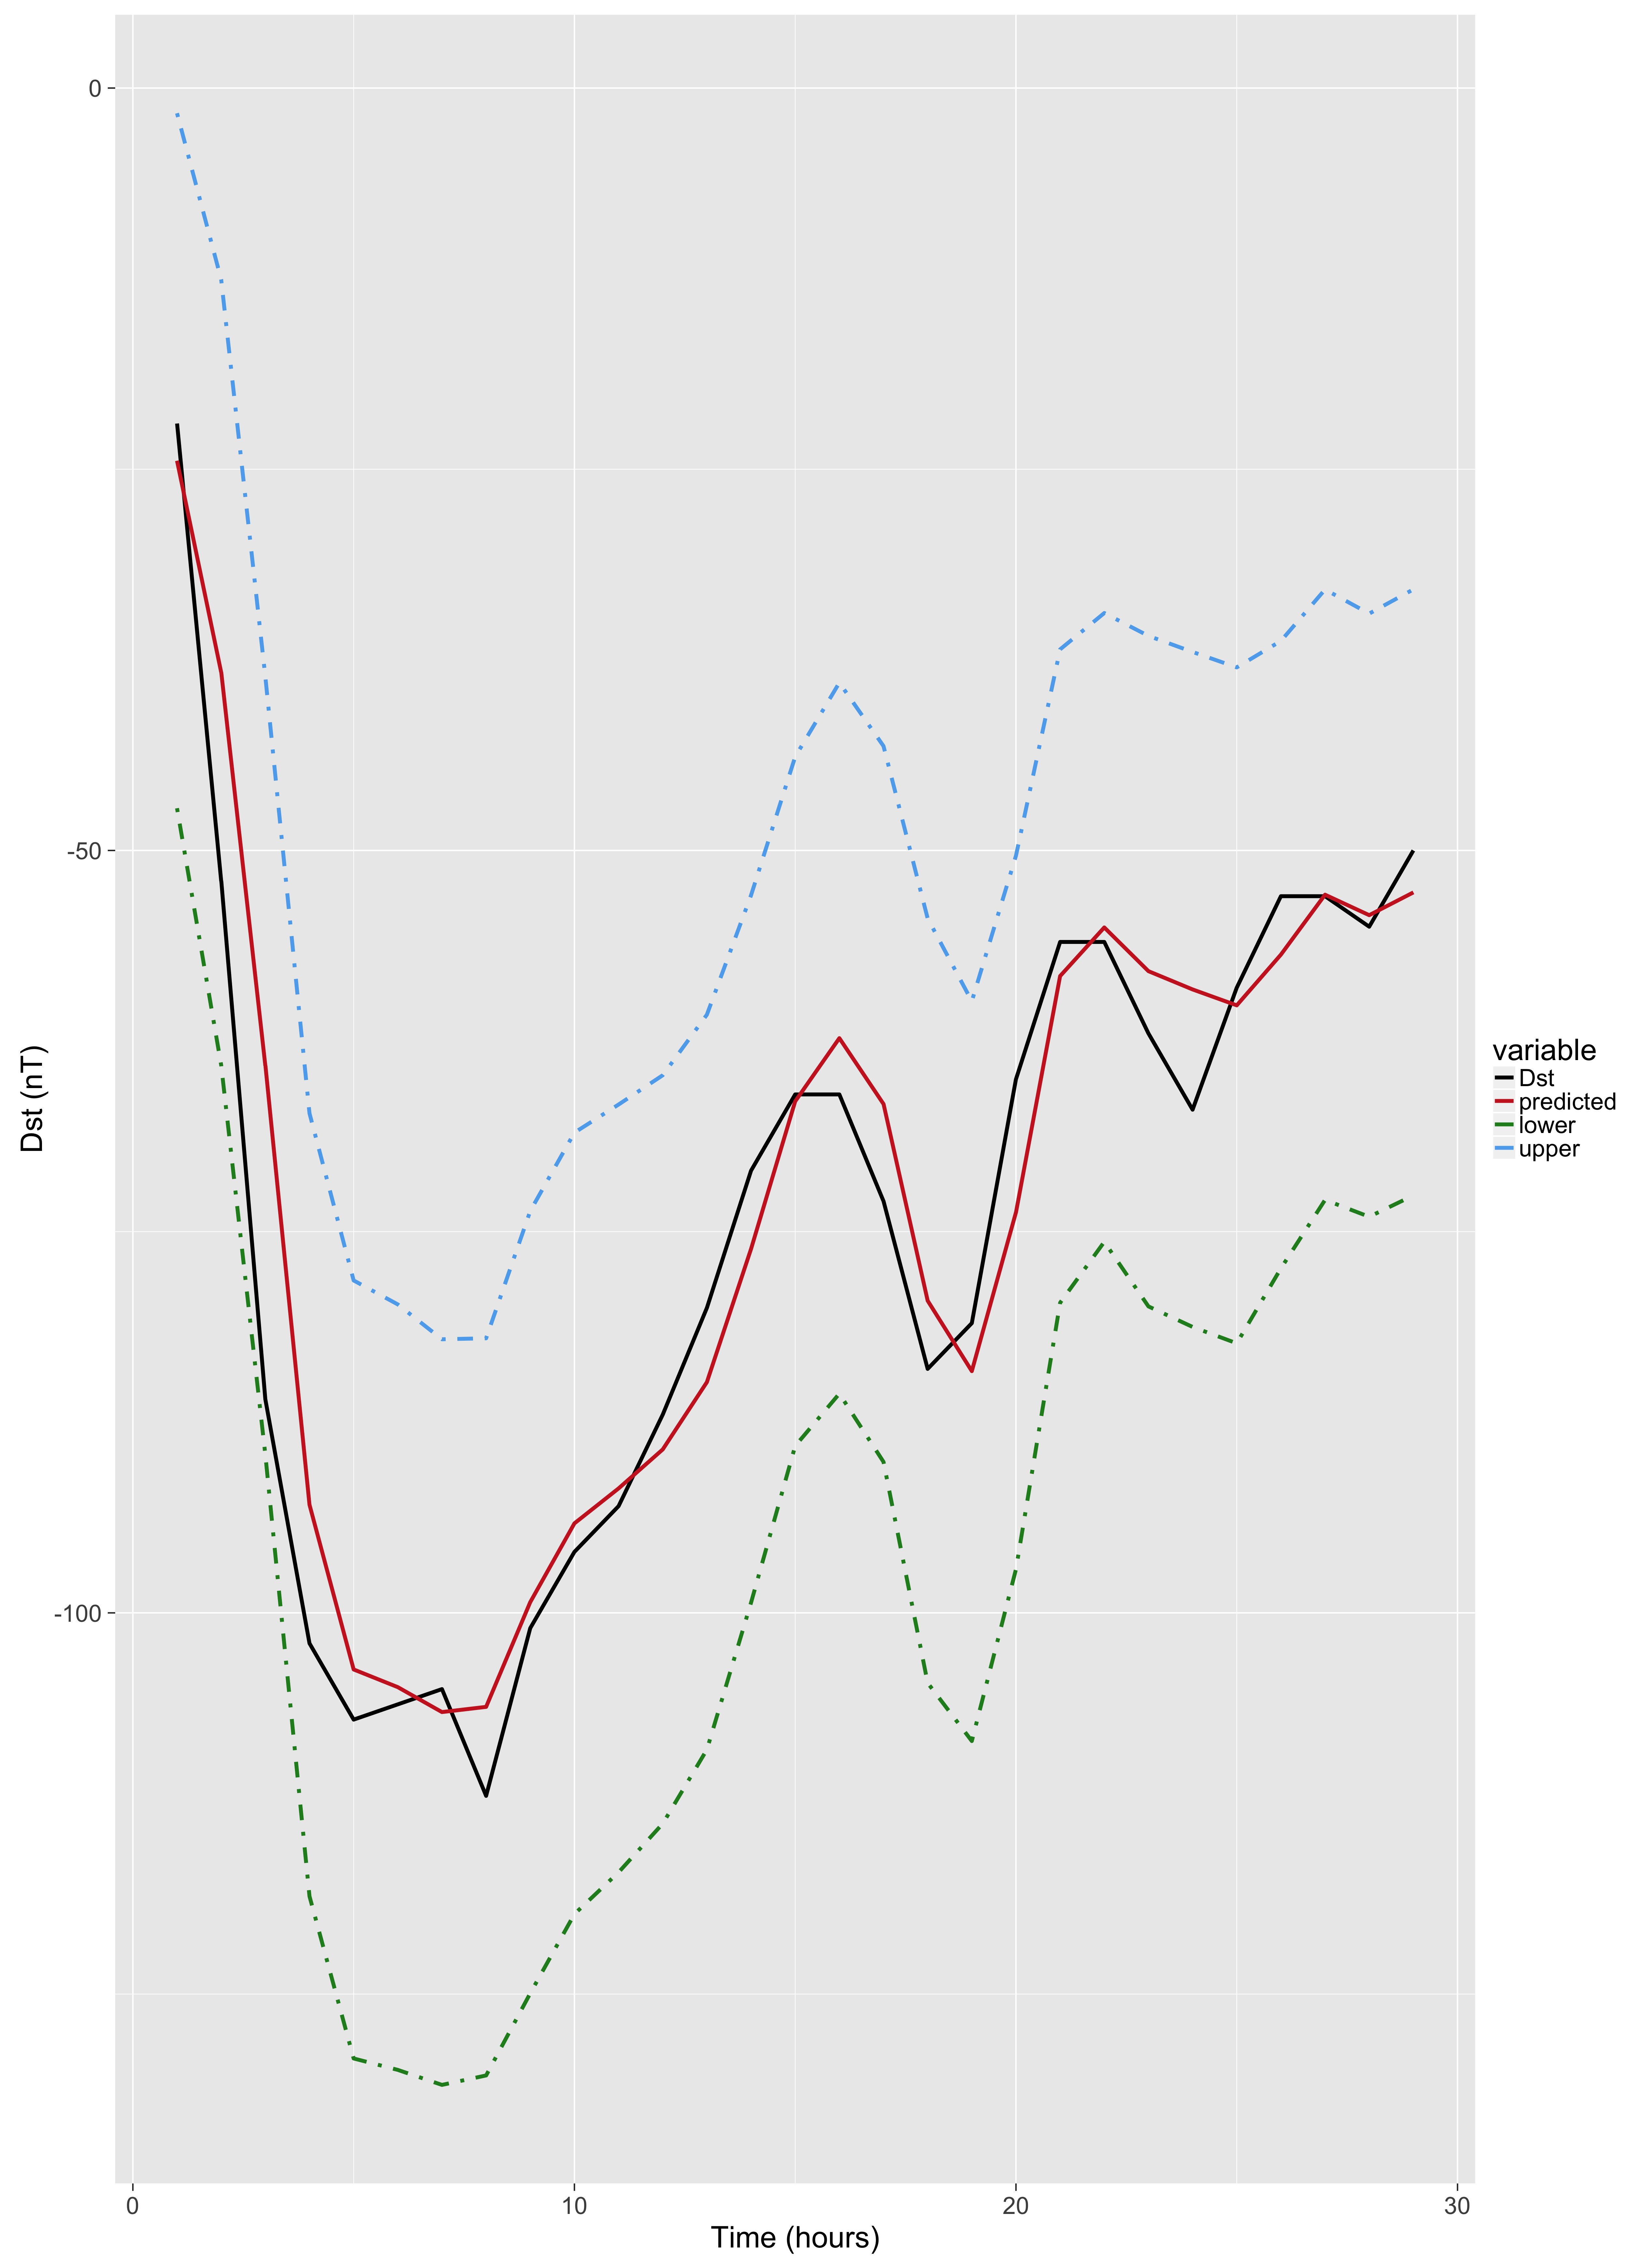 0
-50
-100
Dst (nT)
0
10
20
30
Time (hours)
variable
Dst
predicted
lower
upper